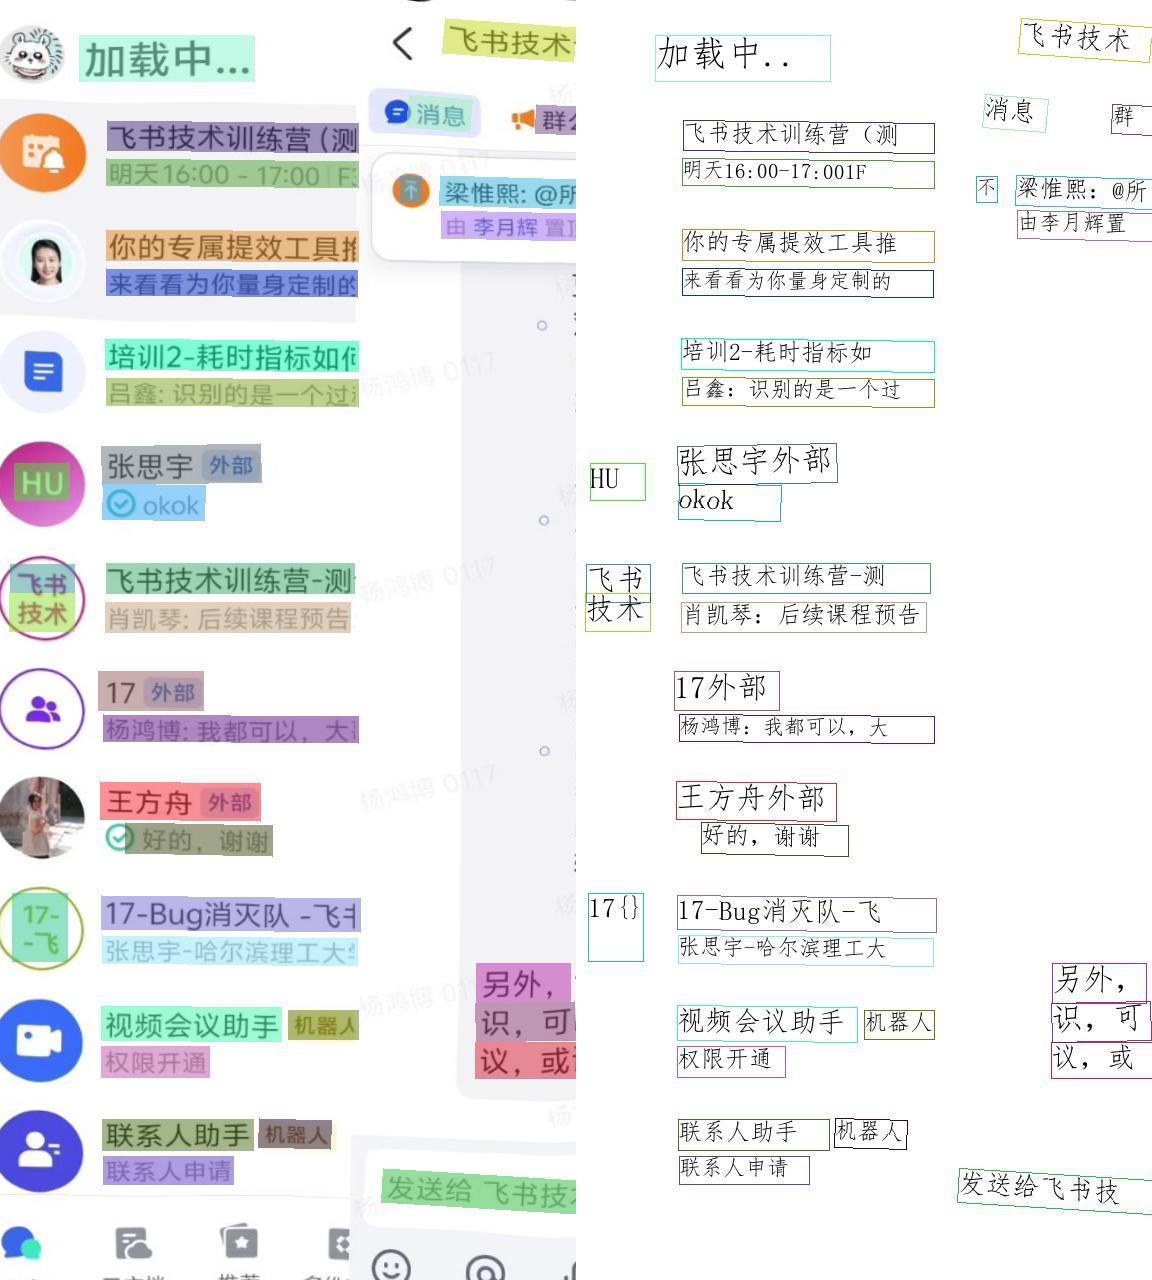 加载中...
飞书技术训练营（测
明天16:00 - 17:00 | F
你的专属提效工具推
来看看为你量身定制的
培训2-耗时指标如
吕鑫: 识别的是一个过
HU
张思宇 外部
okok
飞书
技术
飞书技术训练营-测
肖凯琴: 后续课程预告
17 外部
杨鸿博: 我都可以，大
王方舟 外部
好的，谢谢
17-
-飞
17-Bug消灭队 -飞
张思宇-哈尔滨理工大
视频会议助手 机器人
权限开通
联系人助手 机器人
联系人申请
飞书技术
消息
群
梁惟熙: @所
由 李月辉 置
杨鸿博 0117
杨鸿博 0117
杨鸿博 0117
另外，
识，可
议，或
发送给 飞书技
加载中..
飞书技术训练营（测
明天16:00-17:001F
你的专属提效工具推
来看看为你量身定制的
培训2-耗时指标如
吕鑫: 识别的是一个过
HU
张思宇外部
okok
飞书
技术
飞书技术训练营-测
肖凯琴: 后续课程预告
17外部
杨鸿博: 我都可以，大
王方舟外部
好的，谢谢
17{}
17-Bug消灭队-飞
张思宇-哈尔滨理工大
视频会议助手 机器人
权限开通
联系人助手 机器人
联系人申请
飞书技术
消息
群
不
梁惟熙: @所
由李月辉置
另外，
识，可
议，或
发送给飞书技